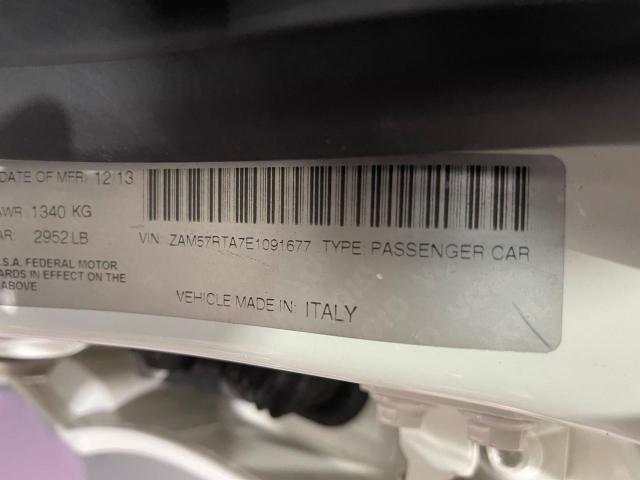 DATE OF MFR: 12/13
AWR: 1340 KG
AR: 2952 LB
VIN: ZAM57RTA7E1091677 TYPE: PASSENGER CAR
.S.A. FEDERAL MOTOR
ARDS IN EFFECT ON THE
ABOVE
VEHICLE MADE IN: ITALY